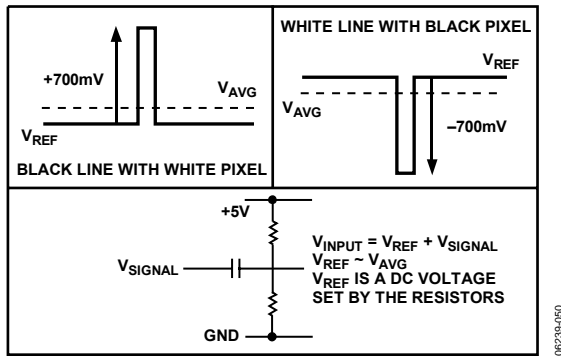 +700mV
VAVG
VREF
BLACK LINE WITH WHITE PIXEL
WHITE LINE WITH BLACK PIXEL
VREF
VAVG
–700mV
+5V
VSIGNAL
GND
VINPUT = VREF + VSIGNAL
VREF ~ VAVG
VREF IS A DC VOLTAGE
SET BY THE RESISTORS
06239-050